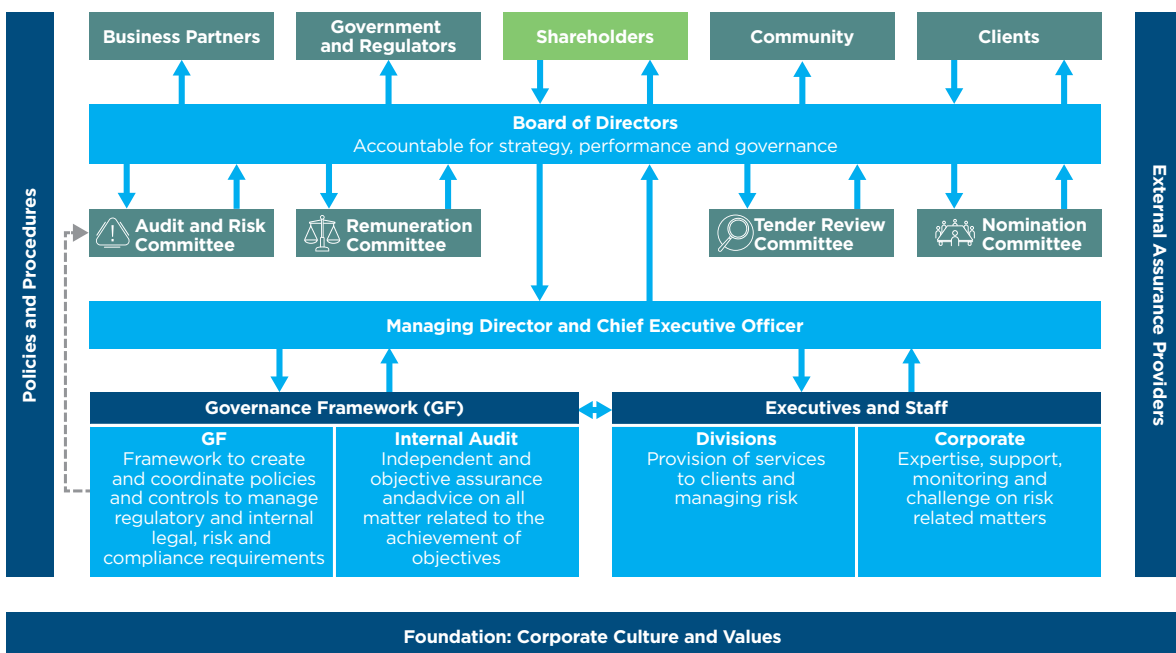 Business Partners
Government
and Regulators
Shareholders
Community
Clients
Board of Directors
Accountable for strategy, performance and governance
Audit and Risk
Committee
Remuneration
Committee
Tender Review
Committee
Nomination
Committee
Managing Director and Chief Executive Officer
Governance Framework (GF)
GF
Framework to create
and coordinate policies
and controls to manage
regulatory and internal
legal, risk and
compliance requirements
Internal Audit
Independent and
objective assurance
andadvice on all
matter related to the
achievement of
objectives
Executives and Staff
Divisions
Provision of services
to clients and
managing risk
Corporate
Expertise, support,
monitoring and
challenge on risk
related matters
Policies and Procedures
External Assurance Providers
Foundation: Corporate Culture and Values